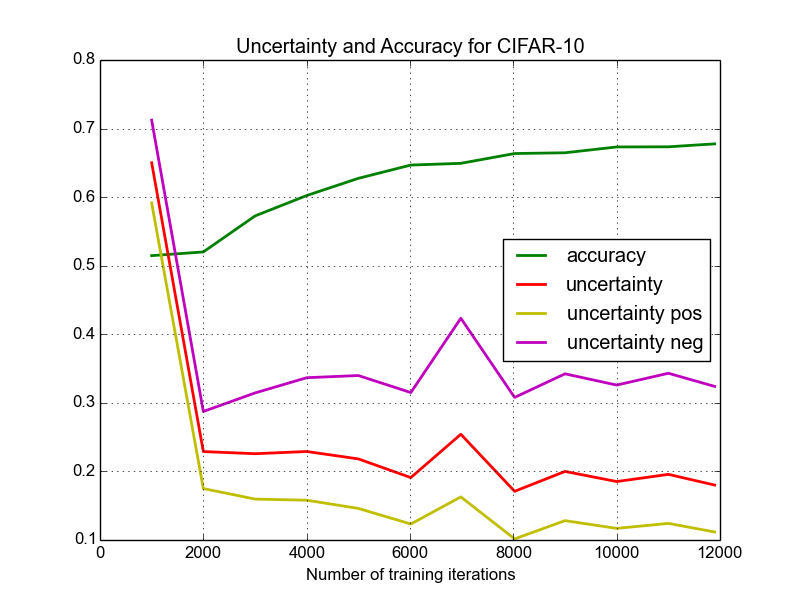 Uncertainty and Accuracy for CIFAR-10
0.8
0.7
0.6
0.5
0.4
0.3
0.2
0.1
accuracy
uncertainty
uncertainty pos
uncertainty neg
0 2000 4000 6000 8000 10000 12000
Number of training iterations